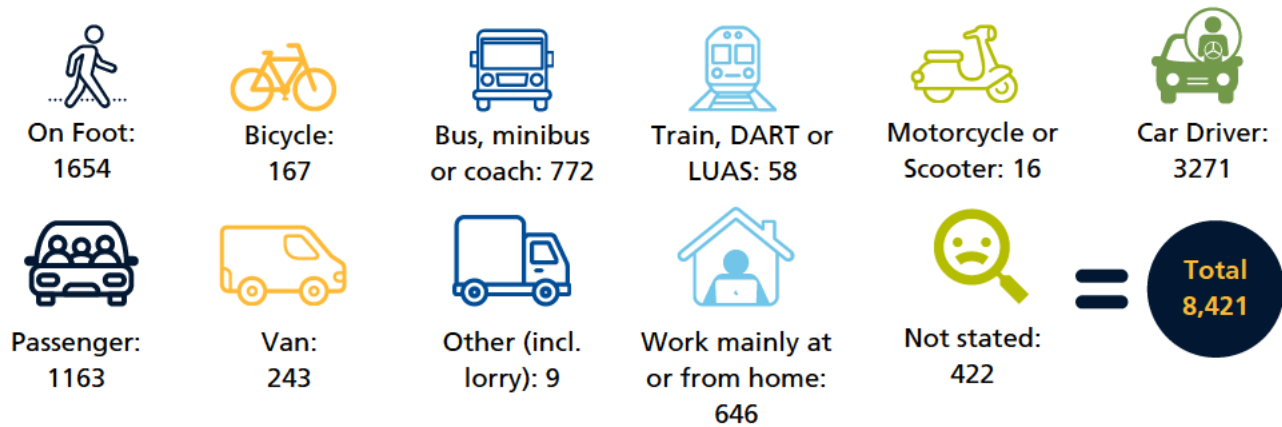 On Foot:
1654
Bicycle:
167
Bus, minibus
or coach: 772
Train, DART or
LUAS: 58
Motorcycle or
Scooter: 16
Car Driver:
3271
Passenger:
1163
Van:
243
Other (incl.
lorry): 9
Work mainly at
or from home:
646
Not stated:
422
=
Total
8,421